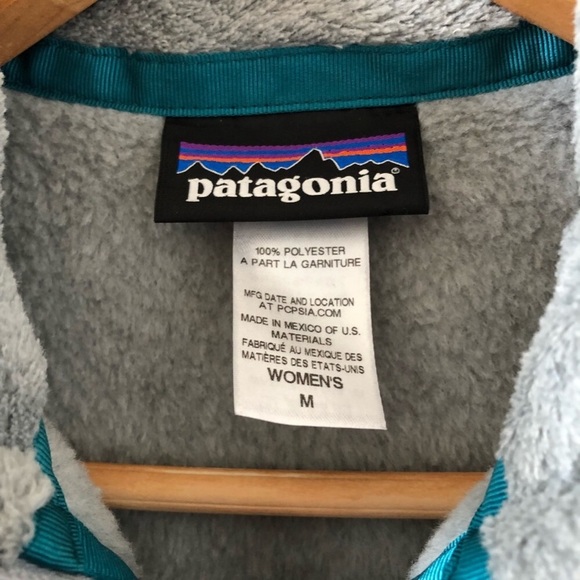 patagonia®
100% POLYESTER
A PART LA GARNITURE
MFG DATE AND LOCATION
AT PCPSIA.COM
MADE IN MEXICO OF U.S.
MATERIALS
FABRIQUÉ AU MEXIQUE DES
MATIÈRES DES ETATS-UNIS
WOMEN'S
M